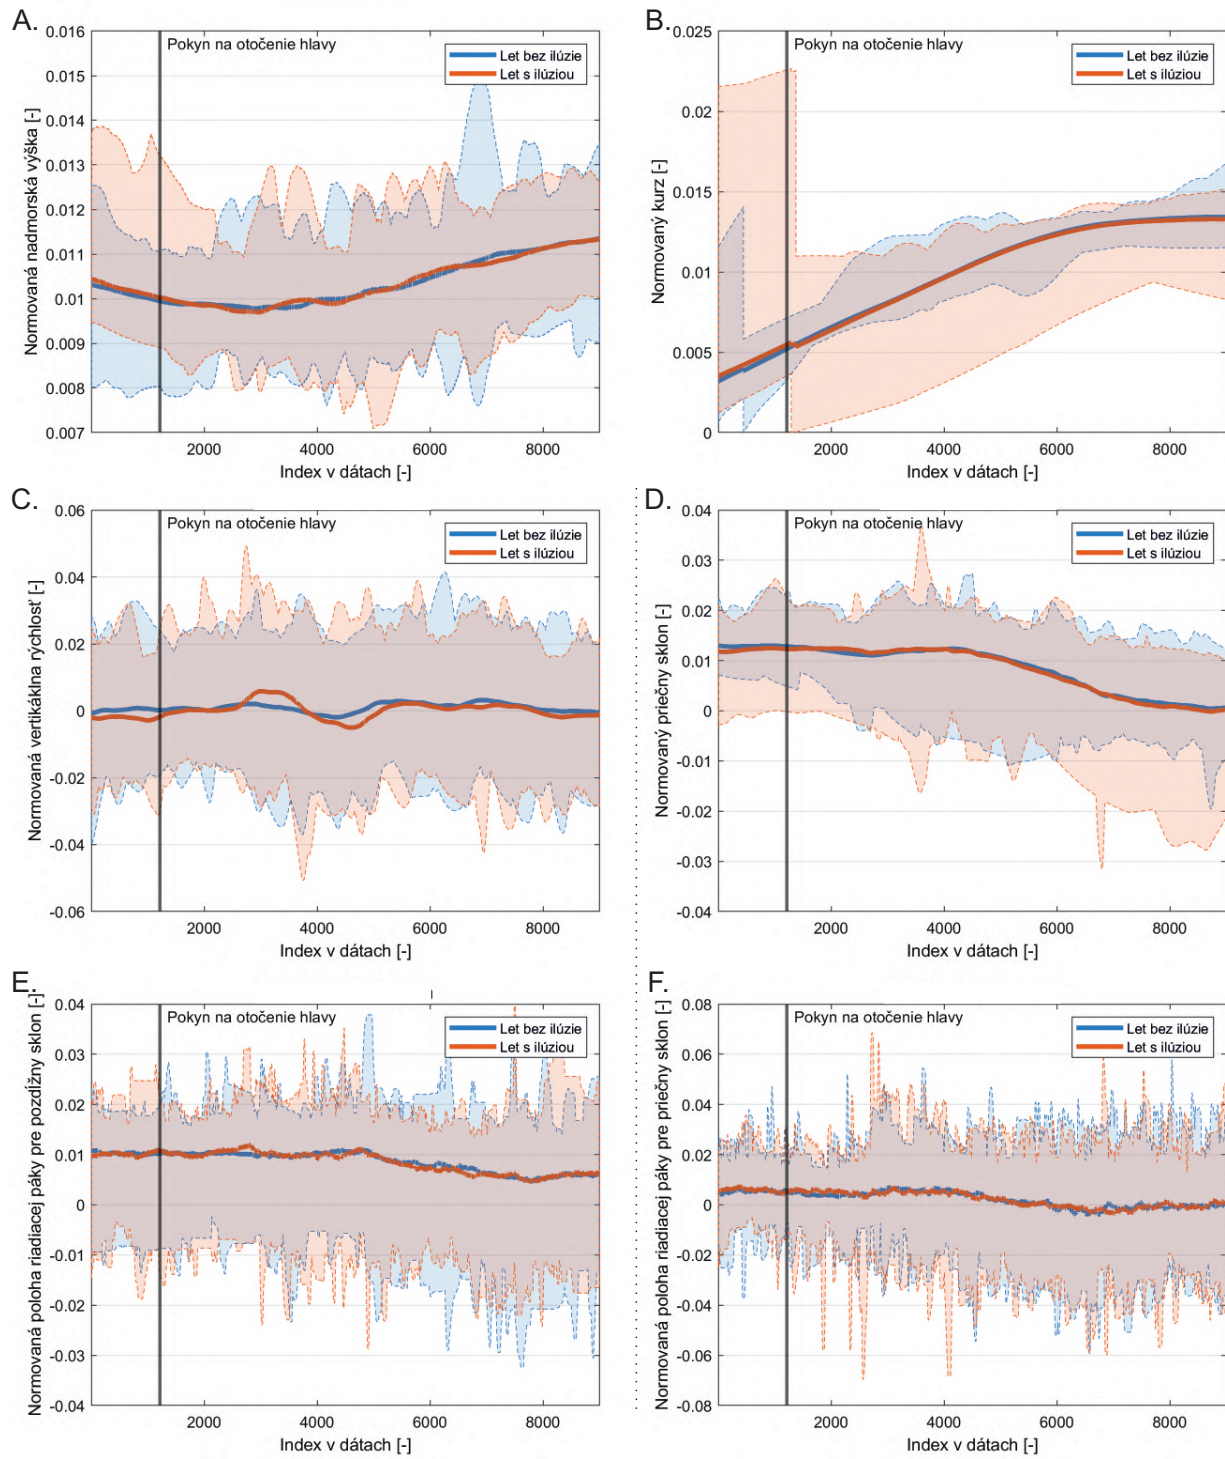 A.
Normovaná nadmorská výška [-]
0.016
0.015
0.014
0.013
0.012
0.011
0.01
0.009
0.008
0.007
Pokyn na otočenie hlavy
Let bez ilúzie
Let s ilúziou
2000 4000 6000 8000
Index v dátach [-]
B.
Normovaný kurz [-]
0.025
0.02
0.015
0.01
0.005
0
Pokyn na otočenie hlavy
Let bez ilúzie
Let s ilúziou
2000 4000 6000 8000
Index v dátach [-]
C.
Normovaná vertikáklna rýchlosť [-]
0.06
0.04
0.02
0
-0.02
-0.04
-0.06
Pokyn na otočenie hlavy
Let bez ilúzie
Let s ilúziou
2000 4000 6000 8000
Index v dátach [-]
D.
Normovaný priečny sklon [-]
0.04
0.03
0.02
0.01
0
-0.01
-0.02
-0.03
-0.04
Pokyn na otočenie hlavy
Let bez ilúzie
Let s ilúziou
2000 4000 6000 8000
Index v dátach [-]
E.
Normovaná poloha riadiacej páky pre pozdĺžny sklon [-]
0.04
0.03
0.02
0.01
0
-0.01
-0.02
-0.03
-0.04
Pokyn na otočenie hlavy
Let bez ilúzie
Let s ilúziou
2000 4000 6000 8000
Index v dátach [-]
F.
Normovaná poloha riadiacej páky pre priečny sklon [-]
0.08
0.06
0.04
0.02
0
-0.02
-0.04
-0.06
-0.08
Pokyn na otočenie hlavy
Let bez ilúzie
Let s ilúziou
2000 4000 6000 8000
Index v dátach [-]